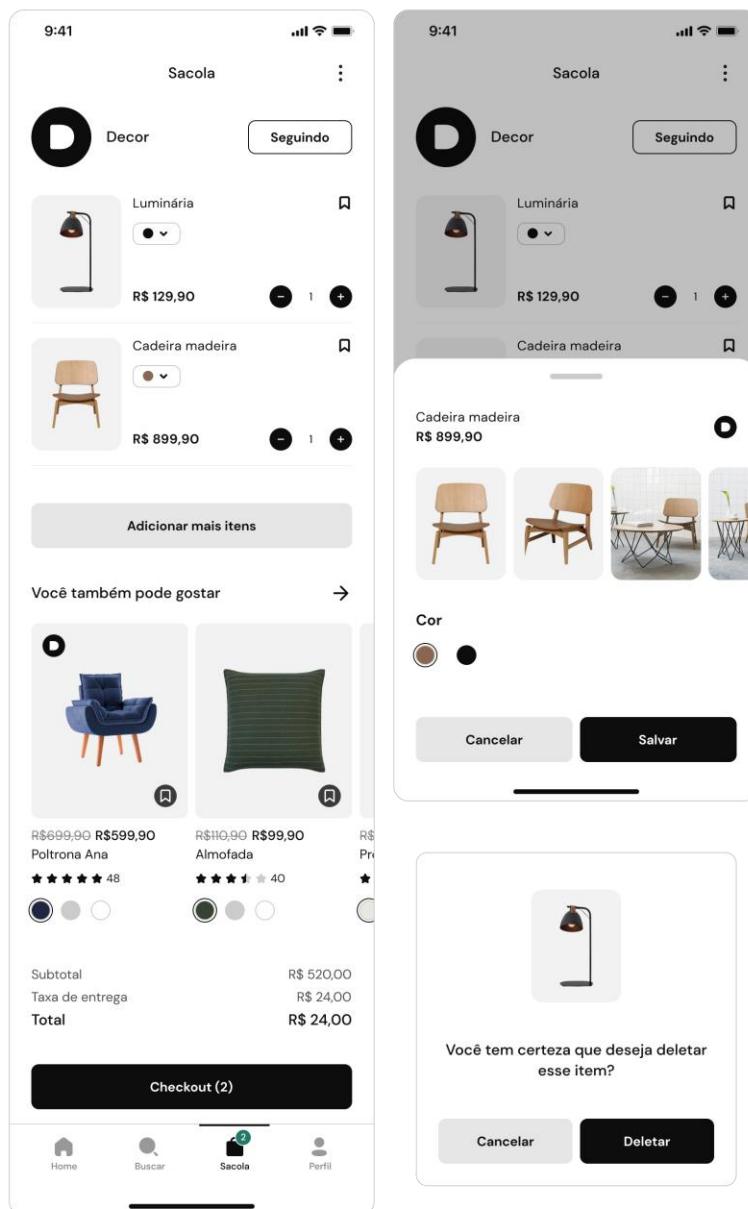 9:41
Sacola
D
Decor
Seguindo
Luminária
R$ 129,90
1
Cadeira madeira
R$ 899,90
1
Adicionar mais itens
Você também pode gostar
D
R$699,90 R$599,90
Poltrona Ana
48
R$110,90 R$99,90
Almofada
40
R$
Pr
Subtotal
R$ 520,00
Taxa de entrega
R$ 24,00
Total
R$ 24,00
Checkout (2)
2
Home
Buscar
Sacola
Perfil
9:41
Sacola
D
Decor
Seguindo
Luminária
R$ 129,90
1
Cadeira madeira
Cadeira madeira
R$ 899,90
D
Cor
Cancelar
Salvar
Você tem certeza que deseja deletar
esse item?
Cancelar
Deletar